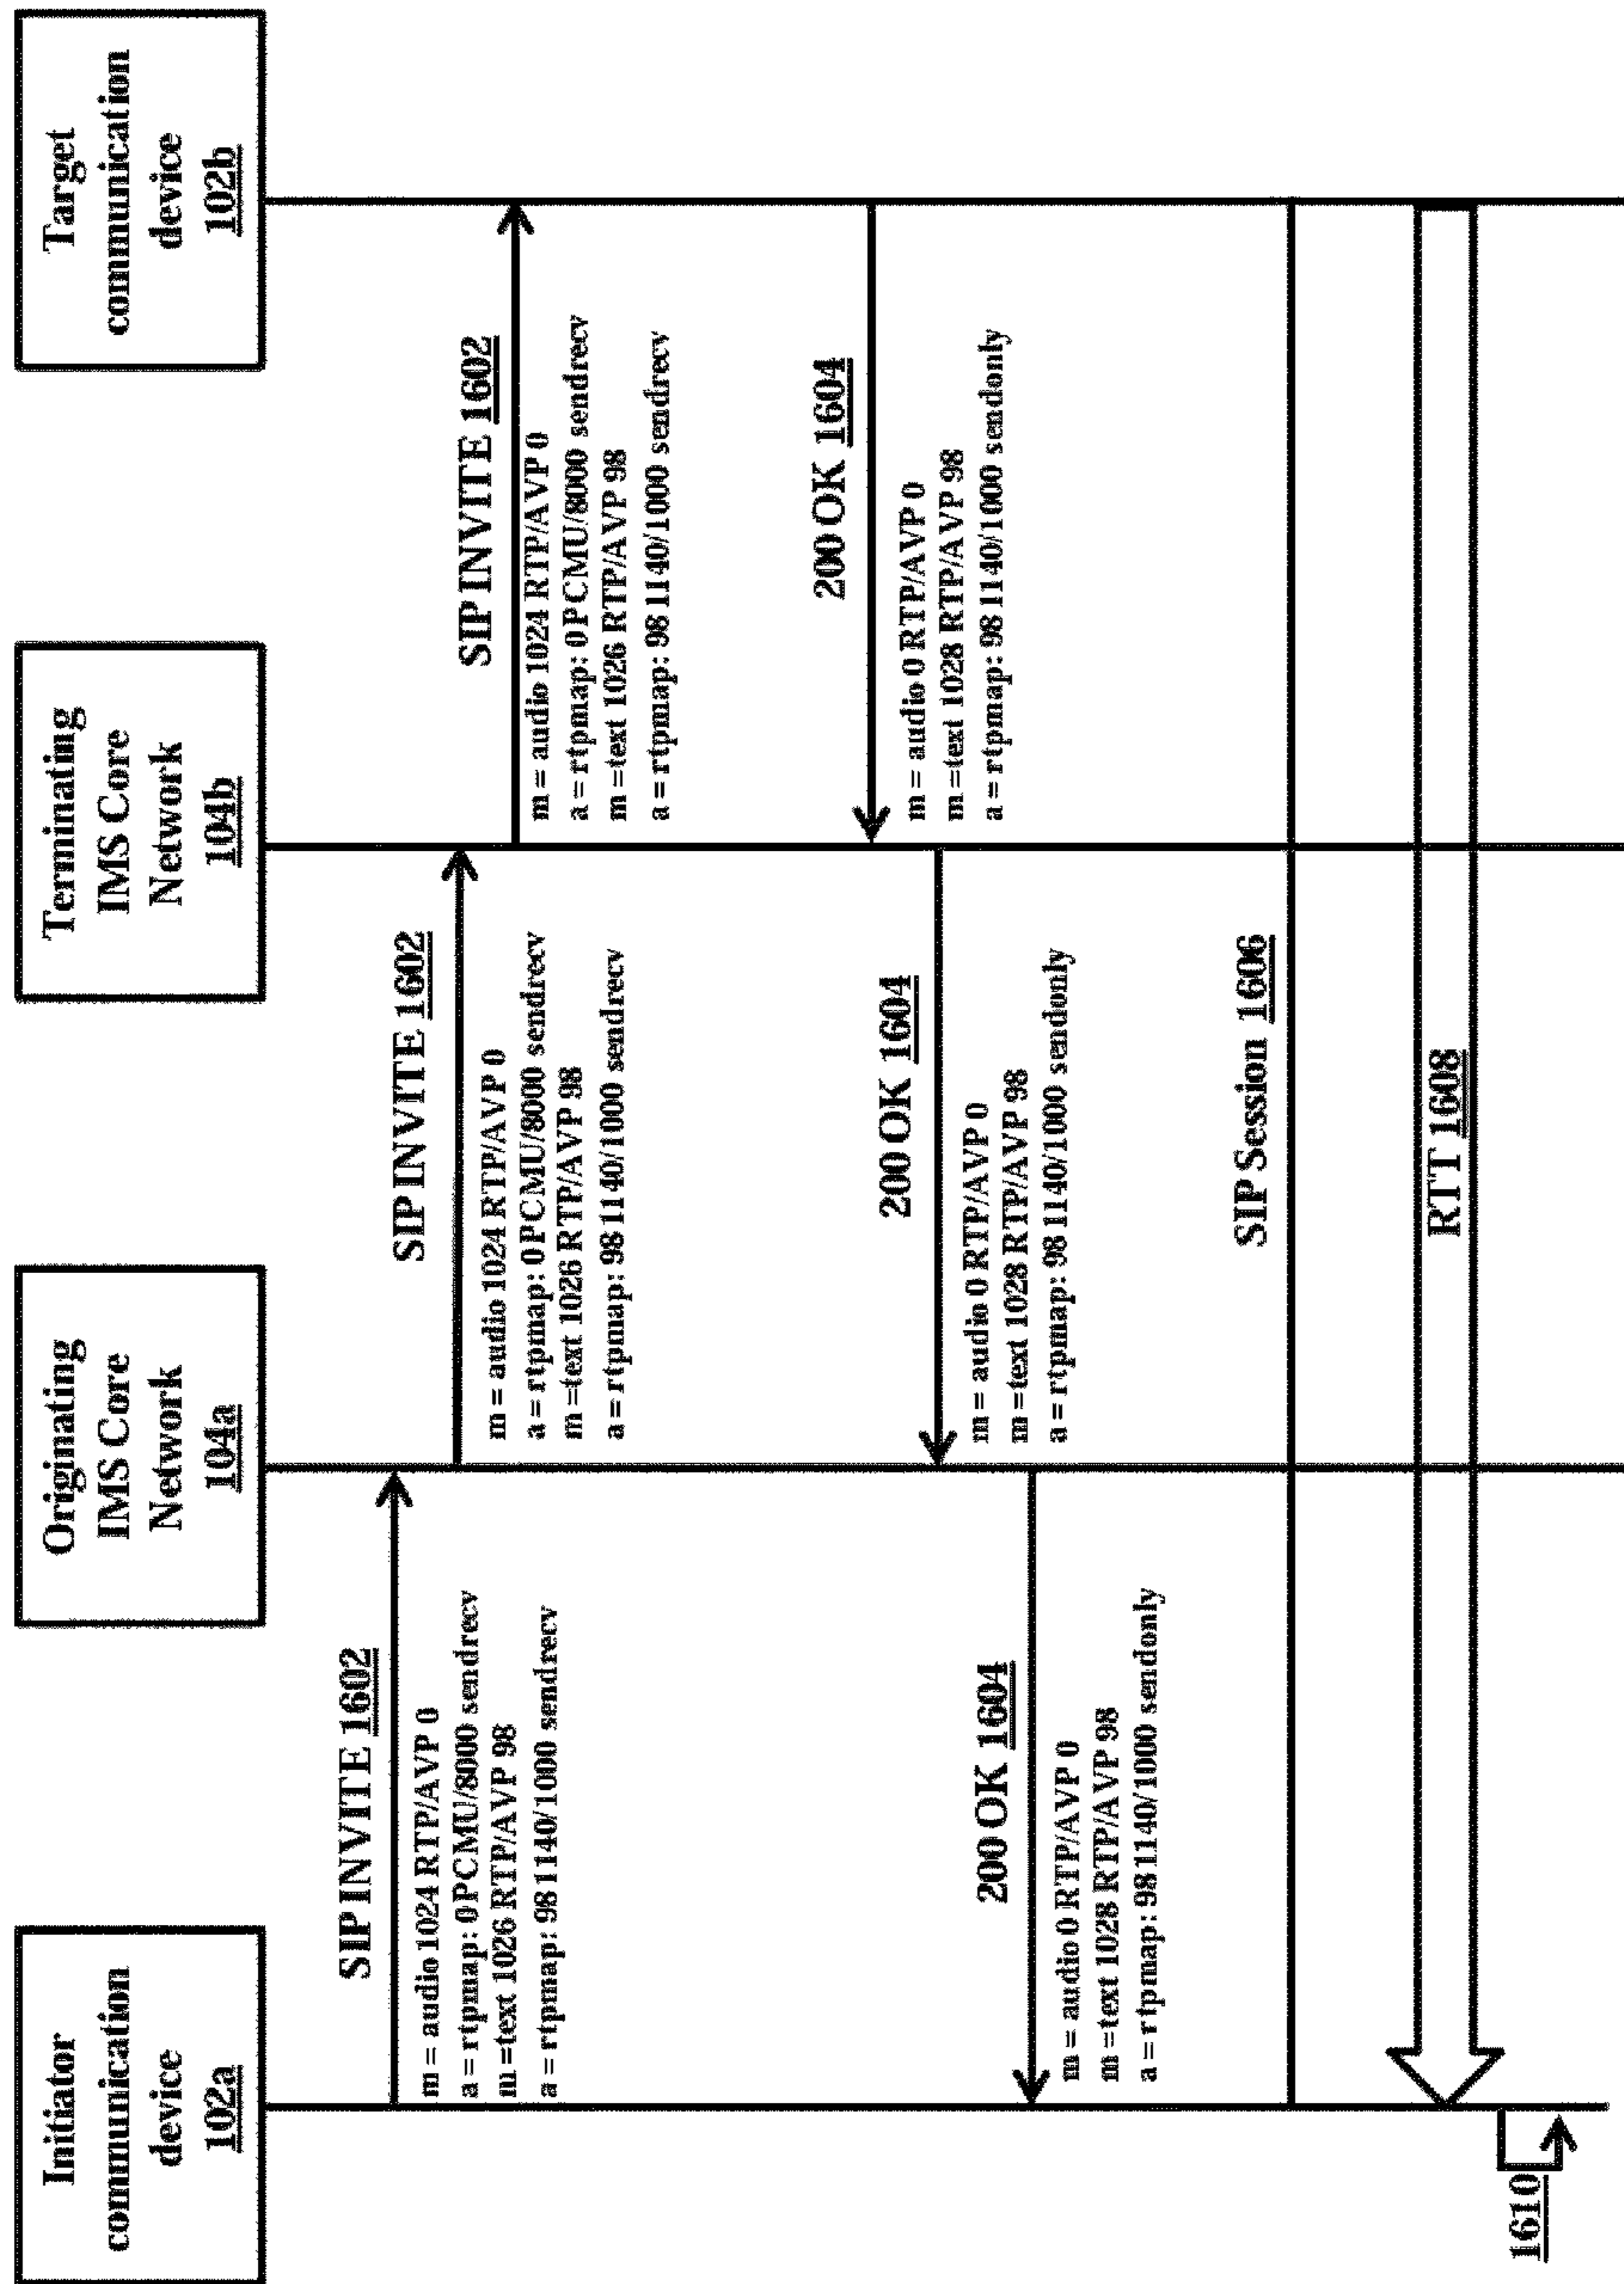 Initiator
communication
device
102a
Originating
IMS Core
Network
104a
Terminating
IMS Core
Network
104b
Target
communication
device
102b
SIP INVITE 1602
m = audio 1024 RTP/AVP 0
a = rtpmap: 0 PCMU/8000 sendrecv
m =text 1026 RTP/AVP 98
a = rtpmap: 98 1140/1000 sendrecv
SIP INVITE 1602
m = audio 1024 RTP/AVP 0
a = rtpmap: 0 PCMU/8000 sendrecv
m =text 1026 RTP/AVP 98
a = rtpmap: 98 1140/1000 sendrecv
SIP INVITE 1602
m = audio 1024 RTP/AVP 0
a = rtpmap: 0 PCMU/8000 sendrecv
m =text 1026 RTP/AVP 98
a = rtpmap: 98 1140/1000 sendrecv
200 OK 1604
m = audio 0 RTP/AVP 0
m =text 1028 RTP/AVP 98
a = rtpmap: 98 1140/1000 sendonly
200 OK 1604
m = audio 0 RTP/AVP 0
m =text 1028 RTP/AVP 98
a = rtpmap: 98 1140/1000 sendonly
200 OK 1604
m = audio 0 RTP/AVP 0
m =text 1028 RTP/AVP 98
a = rtpmap: 98 1140/1000 sendonly
SIP Session 1606
RTT 1608
1610